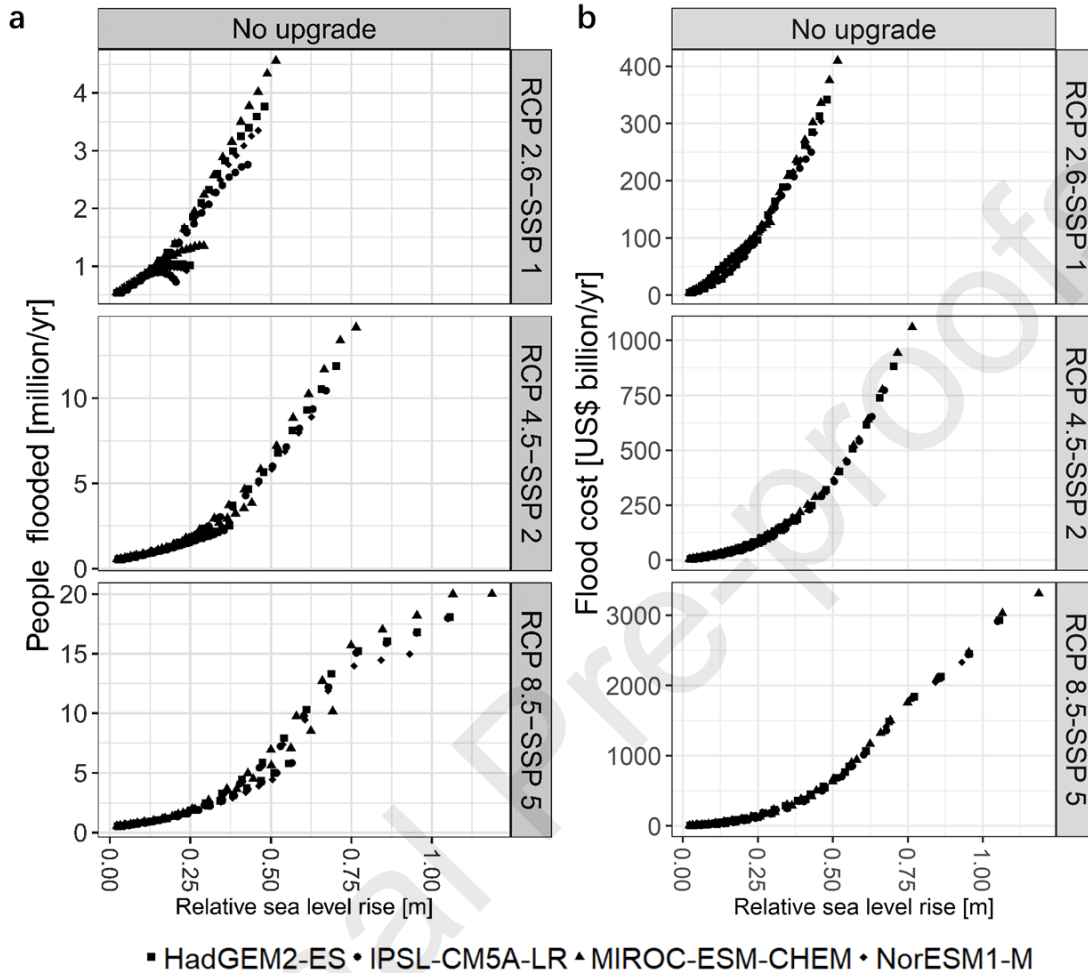 a
No upgrade
RCP 2.6−SSP 1
4
3
2
1
RCP 4.5−SSP 2
10
5
0
RCP 8.5−SSP 5
20
15
10
5
0
People flooded [million/yr]
0.00
0.25
0.50
0.75
1.00
Relative sea level rise [m]
b
No upgrade
RCP 2.6−SSP 1
400
300
200
100
0
RCP 4.5−SSP 2
1000
750
500
250
0
RCP 8.5−SSP 5
3000
2000
1000
0
Flood cost [US$ billion/yr]
0.00
0.25
0.50
0.75
1.00
Relative sea level rise [m]
HadGEM2-ES IPSL-CM5A-LR MIROC-ESM-CHEM NorESM1-M
nal Pre-proofs